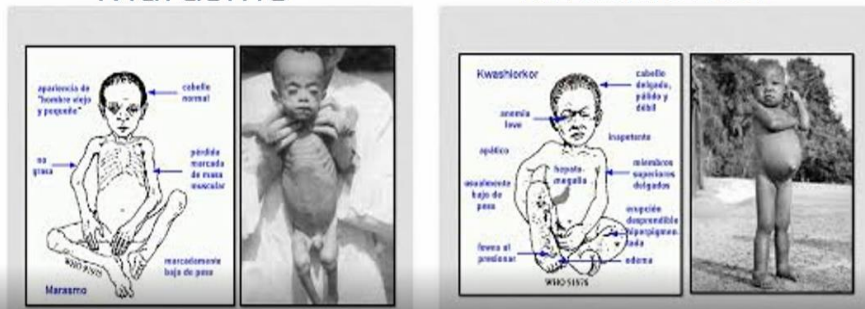 apariencia de
"hombre viejo
y pequeño"
cabello
normal
no
grasa
pérdida
marcada
de masa
muscular
marcadamente
bajo de peso
Marasmo
Kwashiorkor
cabello
delgado,
pálido y
débil
anemia
leve
inapetente
apático
hepato-
megalia
miembros
superiores
delgados
usualmente
bajo de
peso
erupción
desprendible
hiperpigmen-
tada
fovea al
presionar
edema